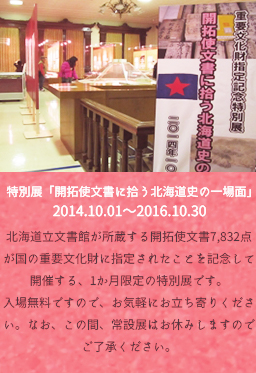 重要文化財指定記念特別展
開拓使文書に拾う北海道史の
二〇一四年一〇
特別展「開拓使文書に拾う北海道史の一場面」
2014.10.01～2016.10.30
北海道立文書館が所蔵する開拓使文書7,832点
が国の重要文化財に指定されたことを記念して
開催する、1か月限定の特別展です。
入場無料ですので、お気軽にお立ち寄りくださ
い。なお、この間、常設展はお休みしますので
ご了承ください。